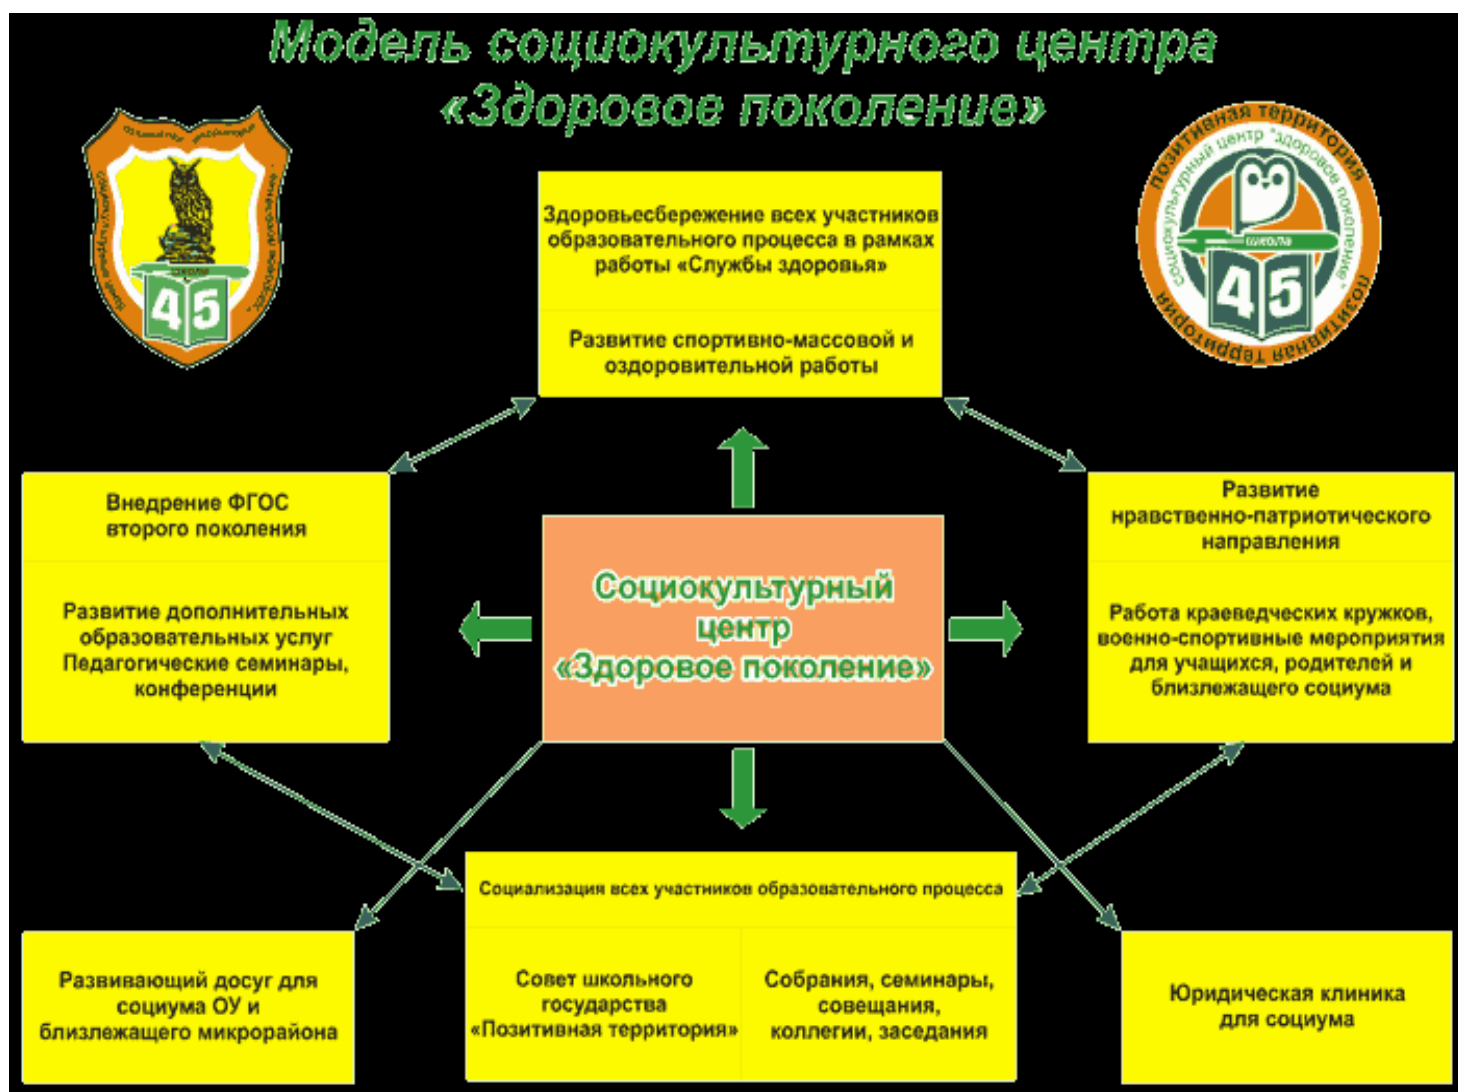 Модель социокультурного центра
«Здоровое поколение»
позитивная территория
социокультурный центр "здоровое поколение"
школа
45
позитивная территория
школа
45
Здоровьесбережение всех участников
образовательного процесса в рамках
работы «Службы здоровья»
Развитие спортивно-массовой и
оздоровительной работы
Внедрение ФГОС
второго поколения
Развитие дополнительных
образовательных услуг
Педагогические семинары,
конференции
Социокультурный
центр
«Здоровое поколение»
Развитие
нравственно-патриотического
направления
Работа краеведческих кружков,
военно-спортивные мероприятия
для учащихся, родителей и
близлежащего социума
Социализация всех участников образовательного процесса
Совет школьного
государства
«Позитивная территория»
Собрания, семинары,
совещания,
коллегии, заседания
Развивающий досуг для
социума ОУ и
близлежащего микрорайона
Юридическая клиника
для социума